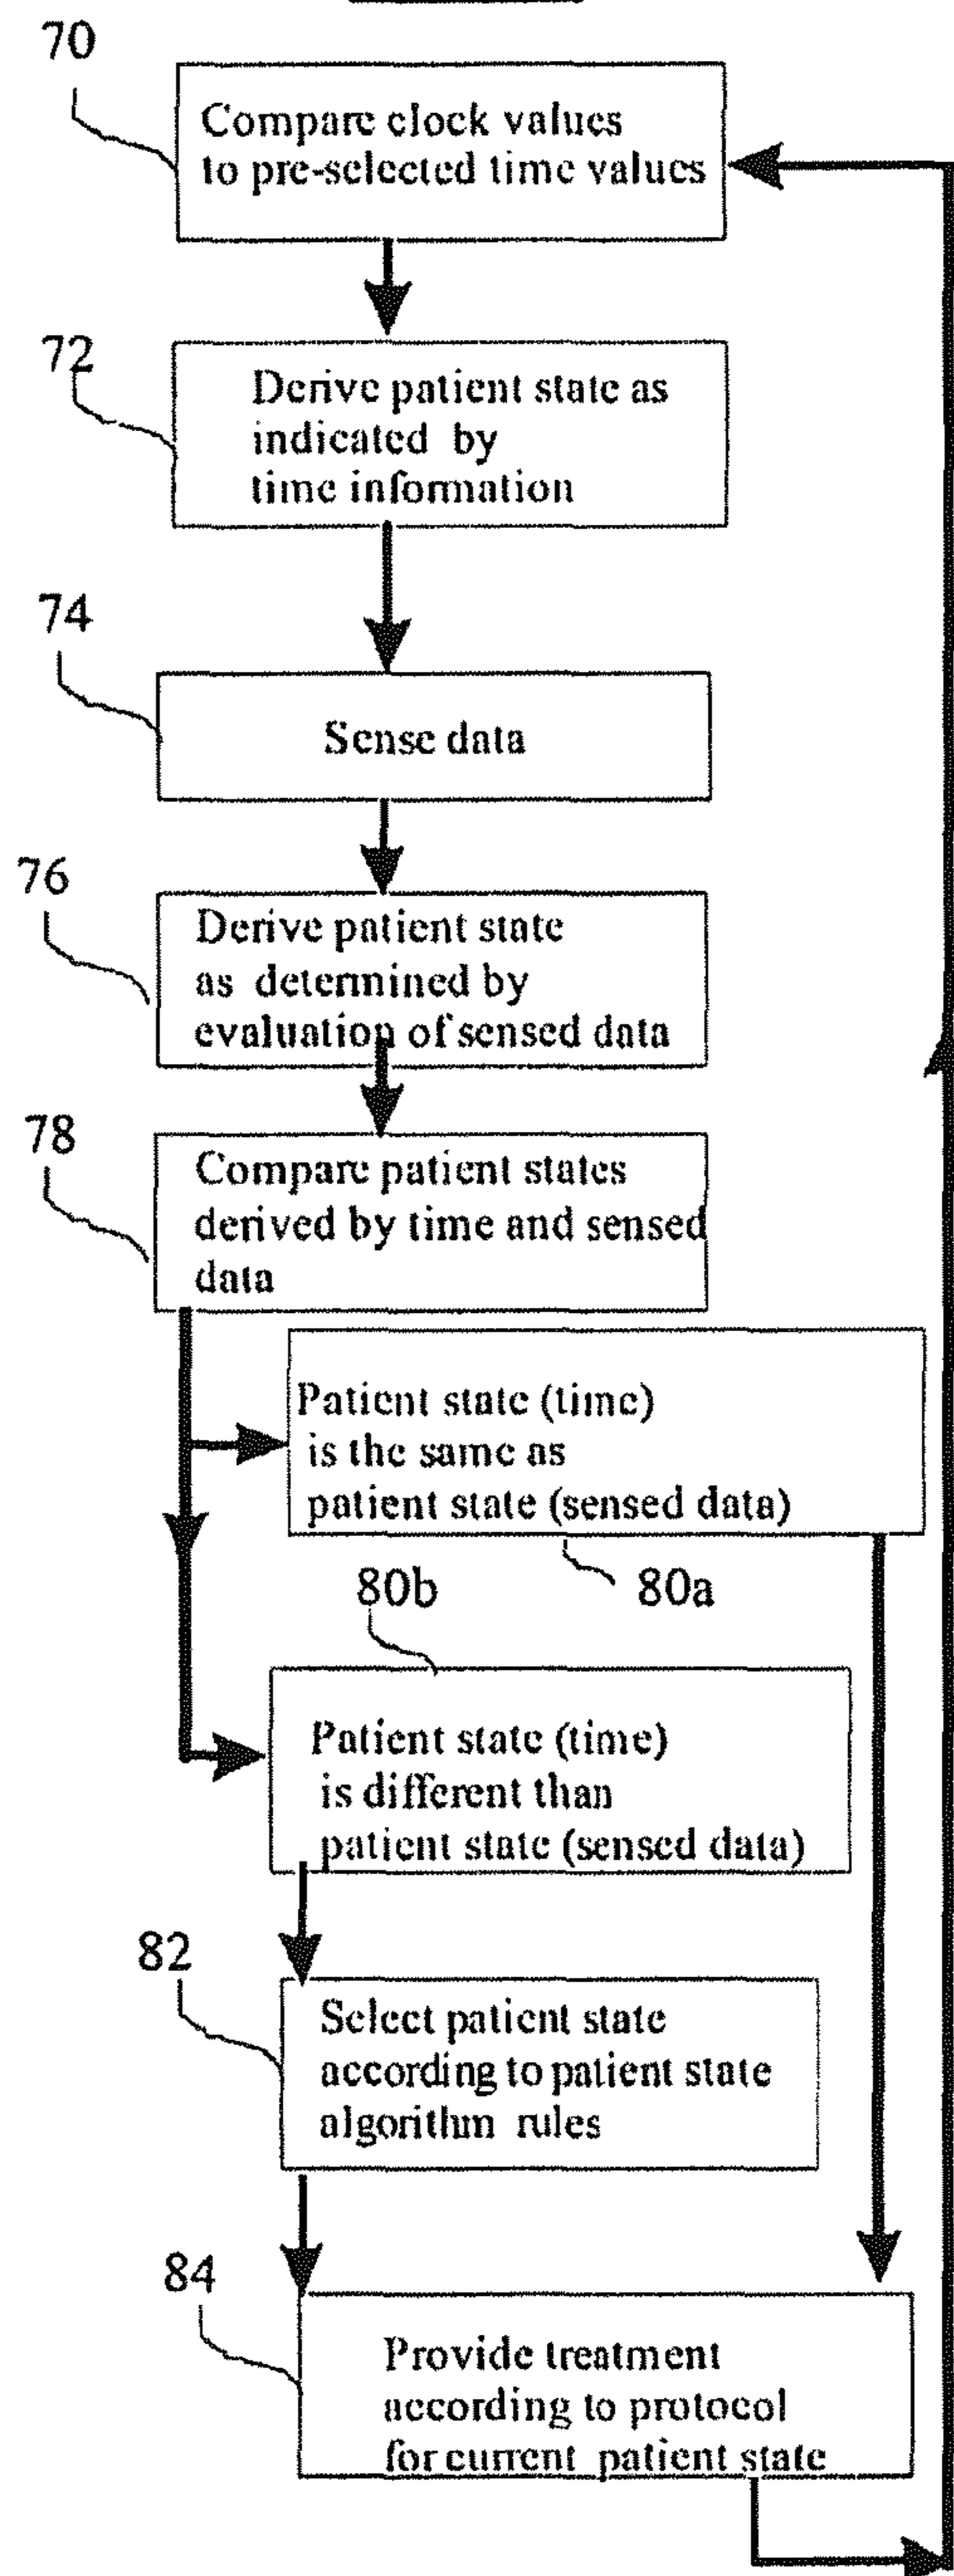 70
Compare clock values
to pre-selected time values
72
Derive patient state as
indicated by
time information
74
Sense data
76
Derive patient state
as determined by
evaluation of sensed data
78
Compare patient states
derived by time and sensed
data
Patient state (time)
is the same as
patient state (sensed data)
80b
80a
Patient state (time)
is different than
patient state (sensed data)
82
Select patient state
according to patient state
algorithm rules
84
Provide treatment
according to protocol
for current patient state